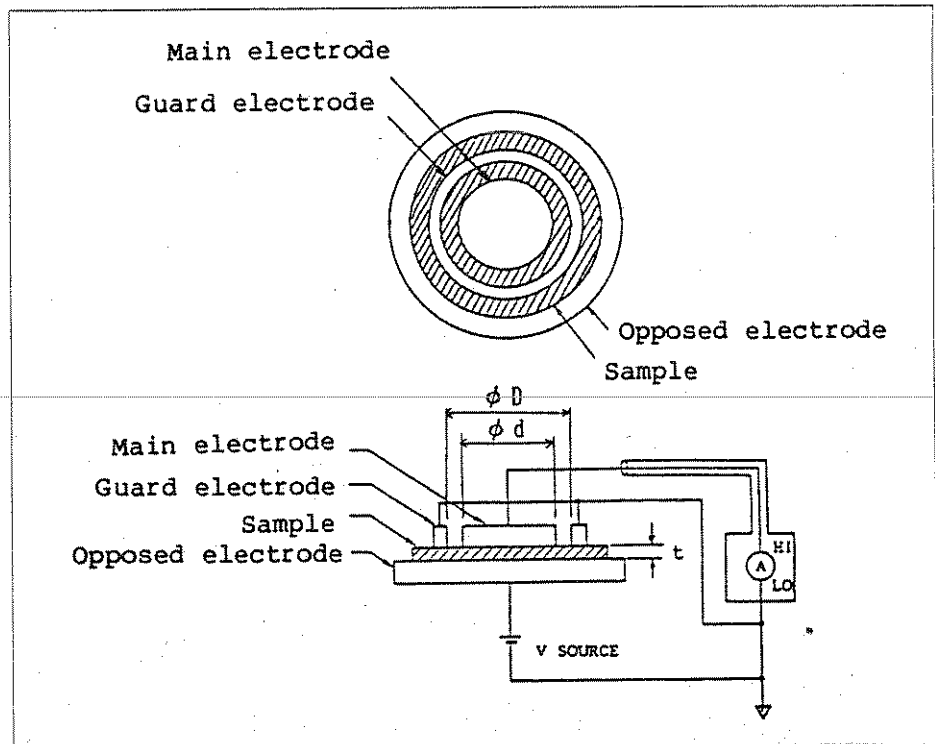 Main electrode
Guard electrode
Opposed electrode
Sample
φ D
φ d
Main electrode
Guard electrode
Sample
Opposed electrode
t
HI
A
LO
V SOURCE